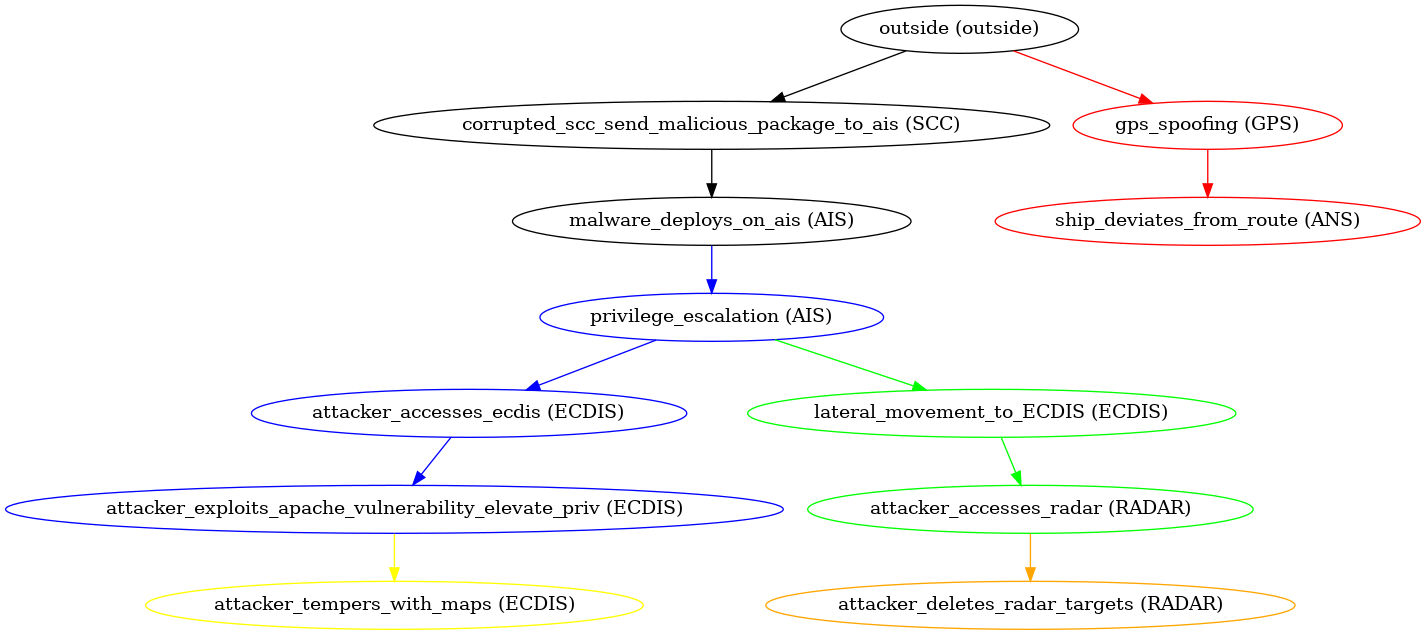 outside (outside)
corrupted_scc_send_malicious_package_to_ais (SCC)
gps_spoofing (GPS)
malware_deploys_on_ais (AIS)
ship_deviates_from_route (ANS)
privilege_escalation (AIS)
attacker_accesses_ecdis (ECDIS)
lateral_movement_to_ECDIS (ECDIS)
attacker_exploits_apache_vulnerability_elevate_priv (ECDIS)
attacker_accesses_radar (RADAR)
attacker_tempers_with_maps (ECDIS)
attacker_deletes_radar_targets (RADAR)